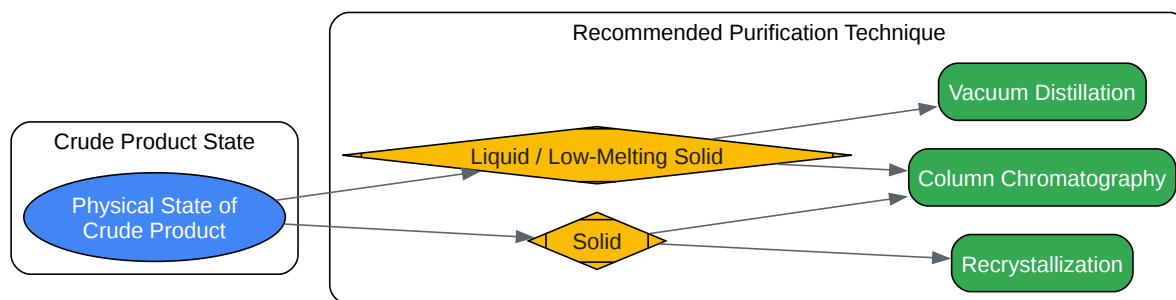 Recommended Purification Technique
Crude Product State
Physical State of
Crude Product
Liquid / Low-Melting Solid
Solid
Vacuum Distillation
Column Chromatography
Recrystallization